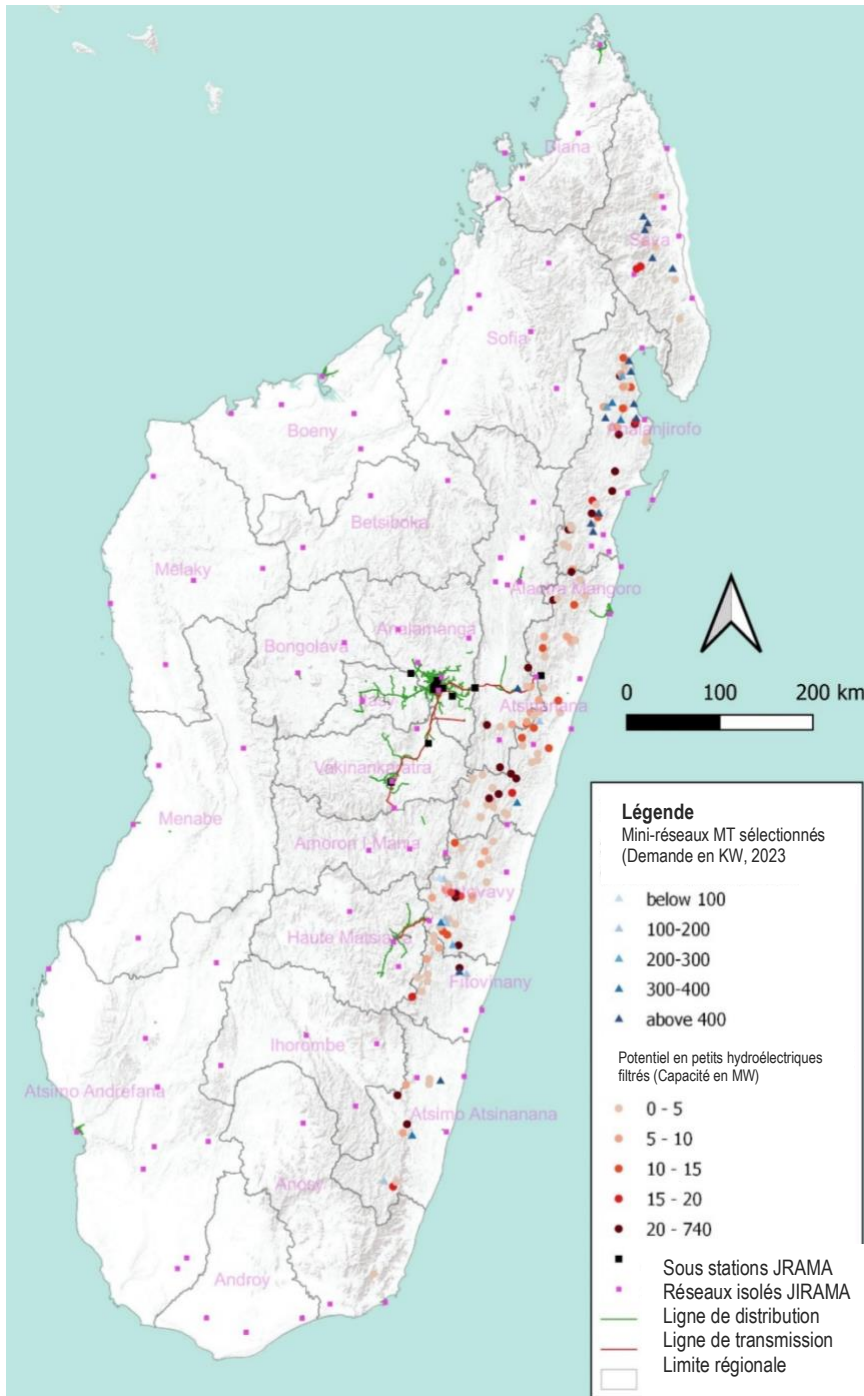 Diana
Sava
Sofia
Boeny
Analanjirofo
Betsiboka
Melaky
Alaotra Mangoro
Analamanga
Bongolava
Itasy
Atsinanana
0 100 200 km
Vakinankaratra
Menabe
Amoron I Mania
Vatovavy
Haute Matsiatra
Fitovinany
Ihorombe
Atsimo Andrefana
Atsimo Atsinanana
Anosy
Androy
Légende
Mini-réseaux MT sélectionnés
(Demande en KW, 2023
below 100
100-200
200-300
300-400
above 400
Potentiel en petits hydroélectriques
filtrés (Capacité en MW)
0 - 5
5 - 10
10 - 15
15 - 20
20 - 740
Sous stations JRAMA
Réseaux isolés JIRAMA
Ligne de distribution
Ligne de transmission
Limite régionale